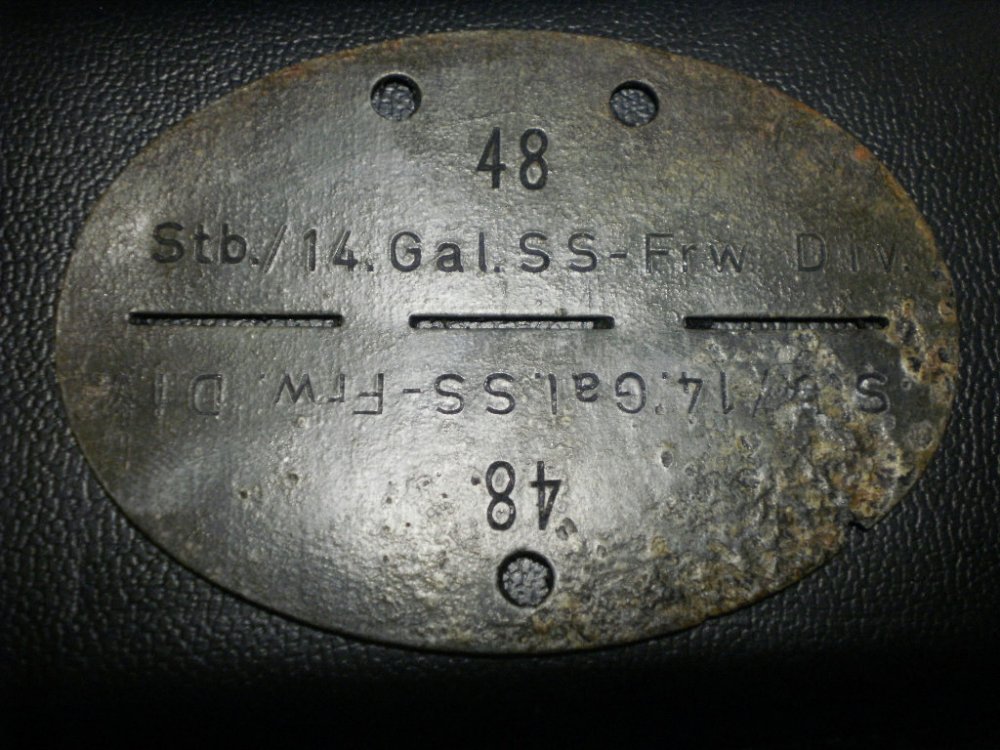 48
Stb./14.Gal.SS-Frw. Div.
/14.Gal.SS-Frw.
48